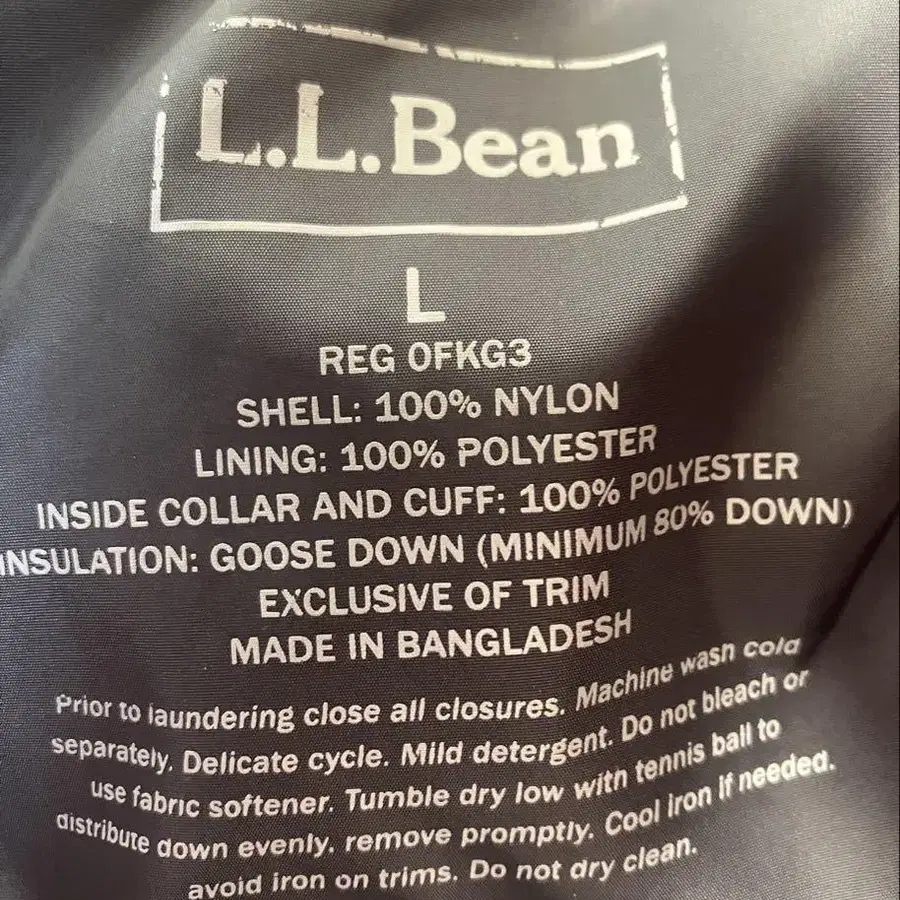 L.L.Bean
L
REG OFKG3
SHELL: 100% NYLON
LINING: 100% POLYESTER
INSIDE COLLAR AND CUFF: 100% POLYESTER
INSULATION: GOOSE DOWN (MINIMUM 80% DOWN)
EXCLUSIVE OF TRIM
MADE IN BANGLADESH
Prior to laundering close all closures. Machine wash cold
separately. Delicate cycle. Mild detergent. Do not bleach or
use fabric softener. Tumble dry low with tennis ball to
distribute down evenly. remove promptly. Cool iron if needed.
avoid iron on trims. Do not dry clean.